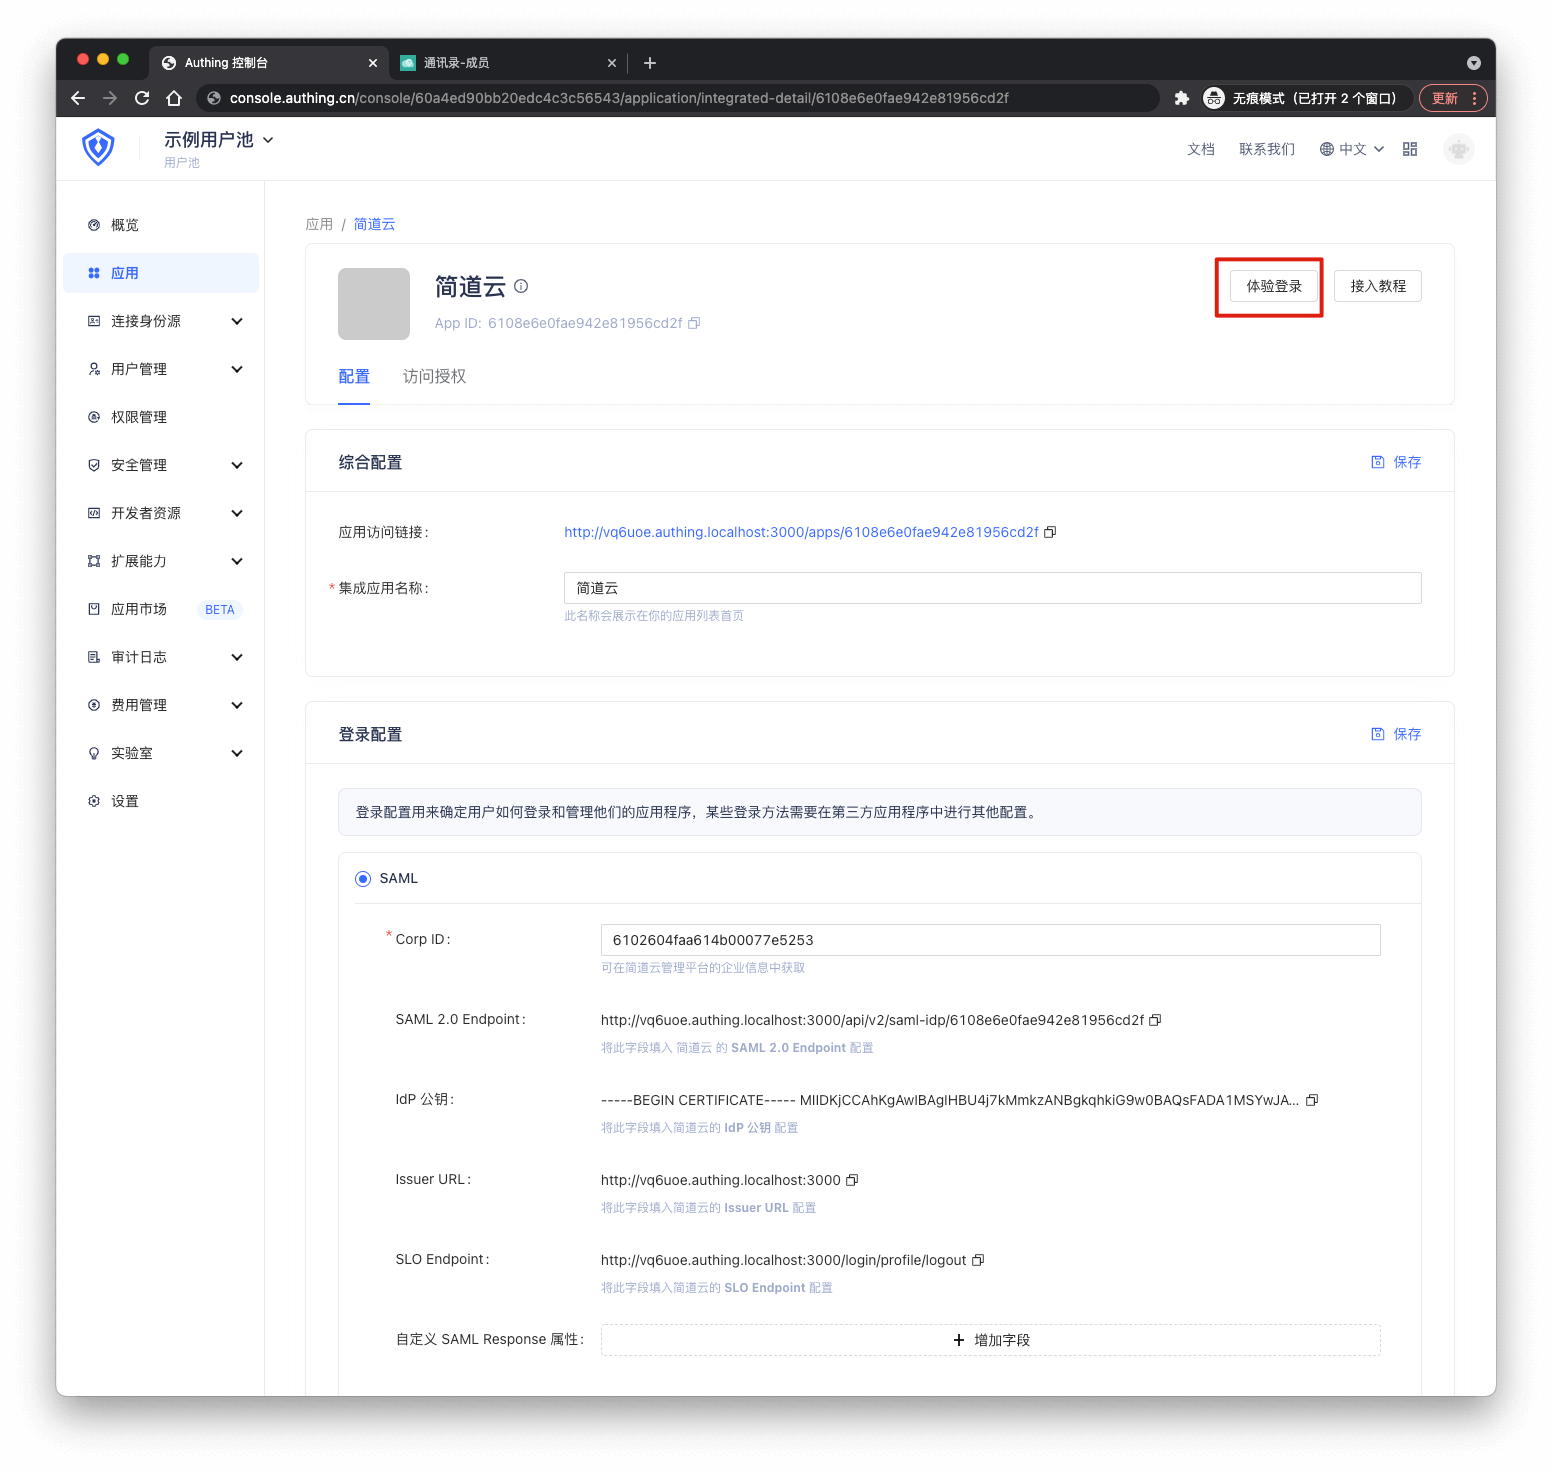 Authing 控制台
通讯录-成员
console.authing.cn/console/60a4ed90bb20edc4c3c56543/application/integrated-detail/6108e6e0fae942e81956cd2f
无痕模式（已打开 2 个窗口）
更新
示例用户池
用户池
文档
联系我们
中文
概览
应用
连接身份源
用户管理
权限管理
安全管理
开发者资源
扩展能力
应用市场 BETA
审计日志
费用管理
实验室
设置
应用 / 简道云
简道云
App ID: 6108e6e0fae942e81956cd2f
体验登录
接入教程
配置
访问授权
综合配置
保存
应用访问链接:
http://vq6uoe.authing.localhost:3000/apps/6108e6e0fae942e81956cd2f
* 集成应用名称:
简道云
此名称会展示在你的应用列表首页
登录配置
保存
登录配置用来确定用户如何登录和管理他们的应用程序，某些登录方法需要在第三方应用程序中进行其他配置。
SAML
* Corp ID:
6102604faa614b00077e5253
可在简道云管理平台的企业信息中获取
SAML 2.0 Endpoint:
http://vq6uoe.authing.localhost:3000/api/v2/saml-idp/6108e6e0fae942e81956cd2f
将此字段填入 简道云 的 SAML 2.0 Endpoint 配置
IdP 公钥:
-----BEGIN CERTIFICATE----- MIIDKjCCAhKgAwIBAgIHBU4j7kMmkzANBgkqhkiG9w0BAQsFADA1MSYwJA...
将此字段填入简道云的 IdP 公钥 配置
Issuer URL:
http://vq6uoe.authing.localhost:3000
将此字段填入简道云的 Issuer URL 配置
SLO Endpoint:
http://vq6uoe.authing.localhost:3000/login/profile/logout
将此字段填入简道云的 SLO Endpoint 配置
自定义 SAML Response 属性:
+ 增加字段